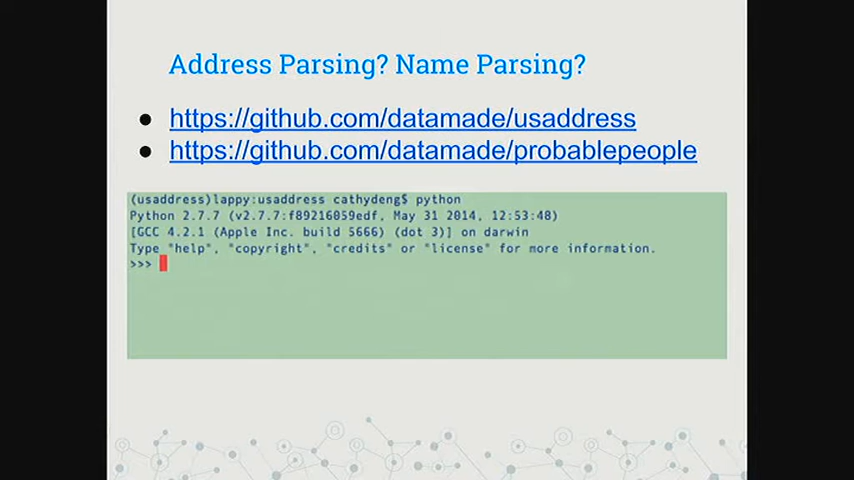 Address Parsing? Name Parsing?
● https://github.com/datamade/usaddress
● https://github.com/datamade/probablepeople
(usaddress)lappy:usaddress cathydeng$ python
Python 2.7.7 (v2.7.7:f89216059edf, May 31 2014, 12:53:48)
[GCC 4.2.1 (Apple Inc. build 5666) (dot 3)] on darwin
Type "help", "copyright", "credits" or "license" for more information.
>>>